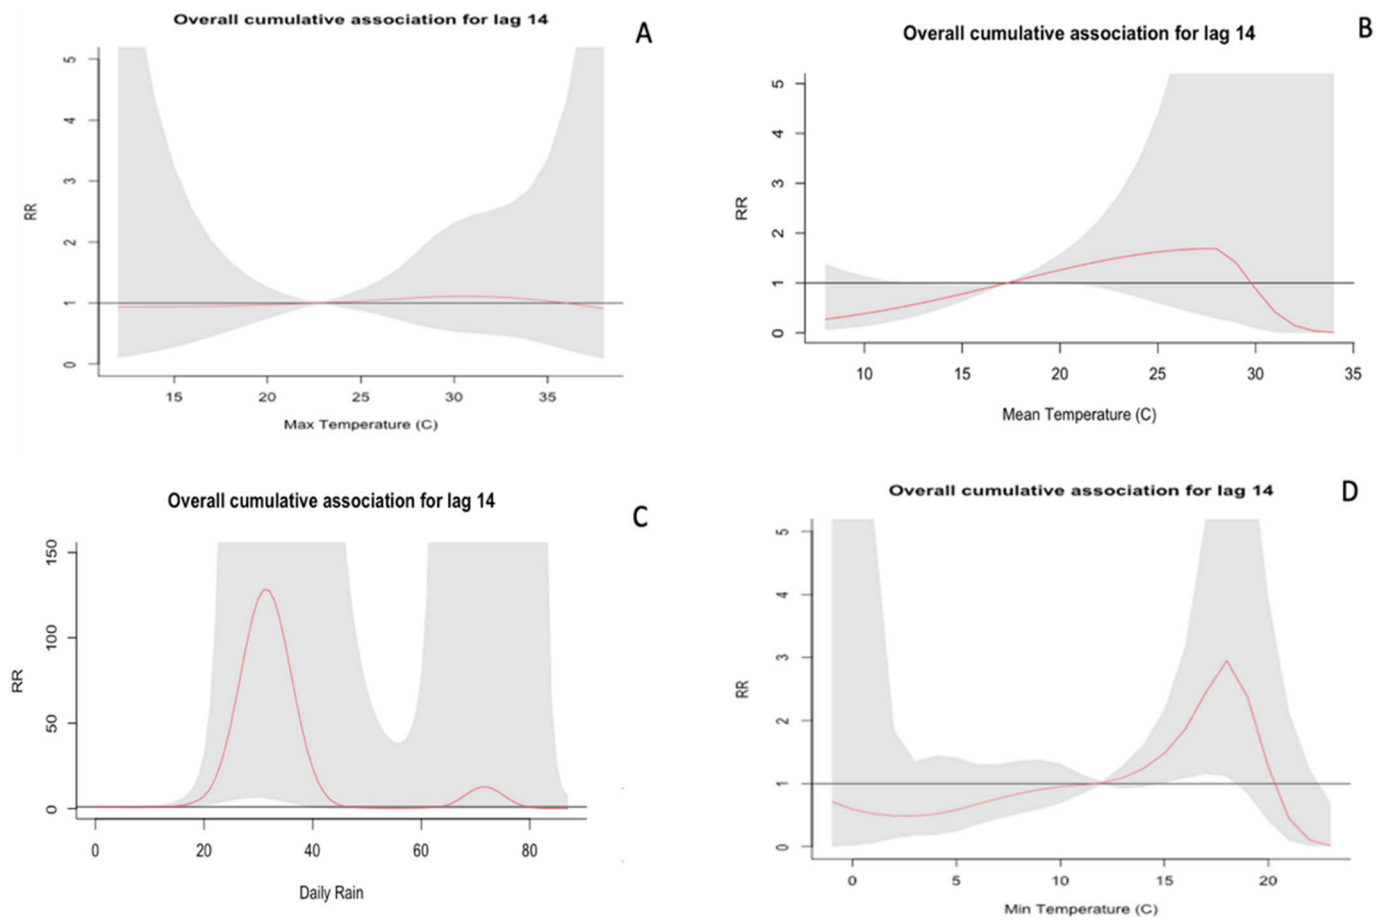 Overall cumulative association for lag 14
A
5
4
3
2
1
0
RR
15
20
25
30
35
Max Temperature (C)
Overall cumulative association for lag 14
B
5
4
3
2
1
0
RR
10
15
20
25
30
35
Mean Temperature (C)
Overall cumulative association for lag 14
C
150
100
50
0
RR
0
20
40
60
80
Daily Rain
Overall cumulative association for lag 14
D
5
4
3
2
1
0
RR
0
5
10
15
20
Min Temperature (C)